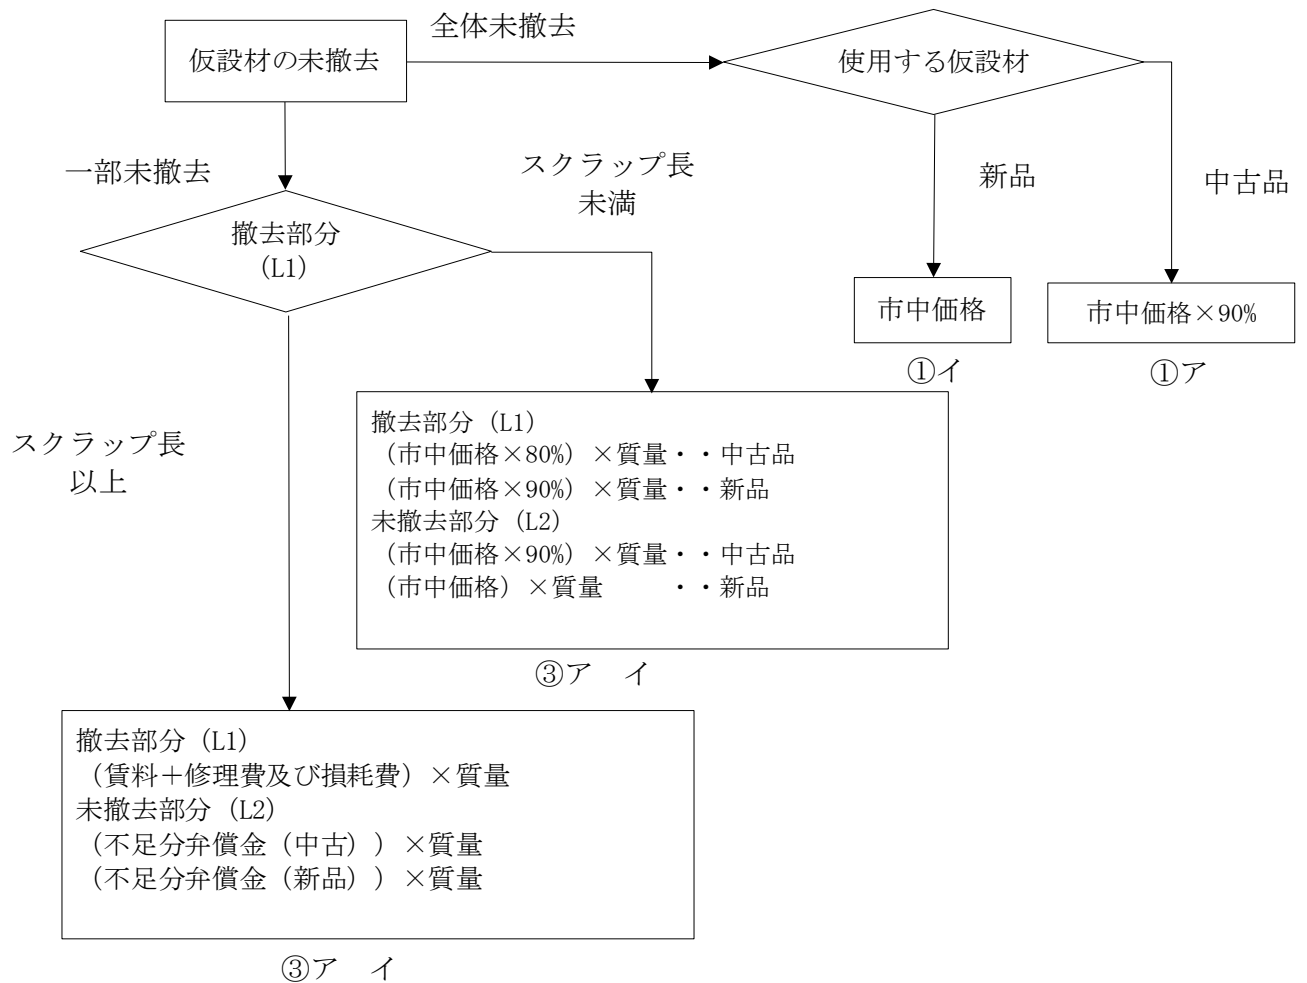 仮設材の未撤去
全体未撤去
使用する仮設材
一部未撤去
スクラップ長
未満
新品
中古品
撤去部分
(L1)
市中価格
市中価格×90%
①イ
①ア
スクラップ長
以上
撤去部分（L1）
（市中価格×80%）×質量・・中古品
（市中価格×90%）×質量・・新品
未撤去部分（L2）
（市中価格×90%）×質量・・中古品
（市中価格）×質量　　　・・新品
③ア　イ
撤去部分（L1）
（賃料＋修理費及び損耗費）×質量
未撤去部分（L2）
（不足分弁償金（中古））×質量
（不足分弁償金（新品））×質量
③ア　イ